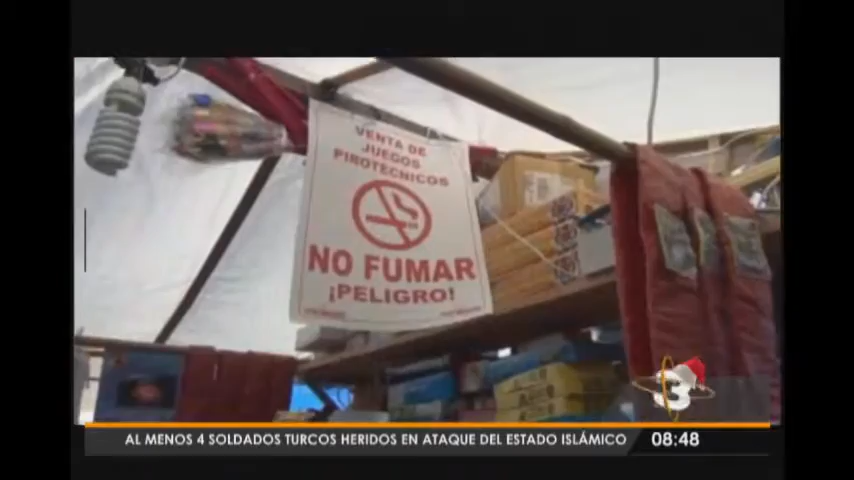 VENTA DE
JUEGOS
PIROTECNICOS
NO FUMAR
¡PELIGRO!
3
AL MENOS 4 SOLDADOS TURCOS HERIDOS EN ATAQUE DEL ESTADO ISLÁMICO
08:48